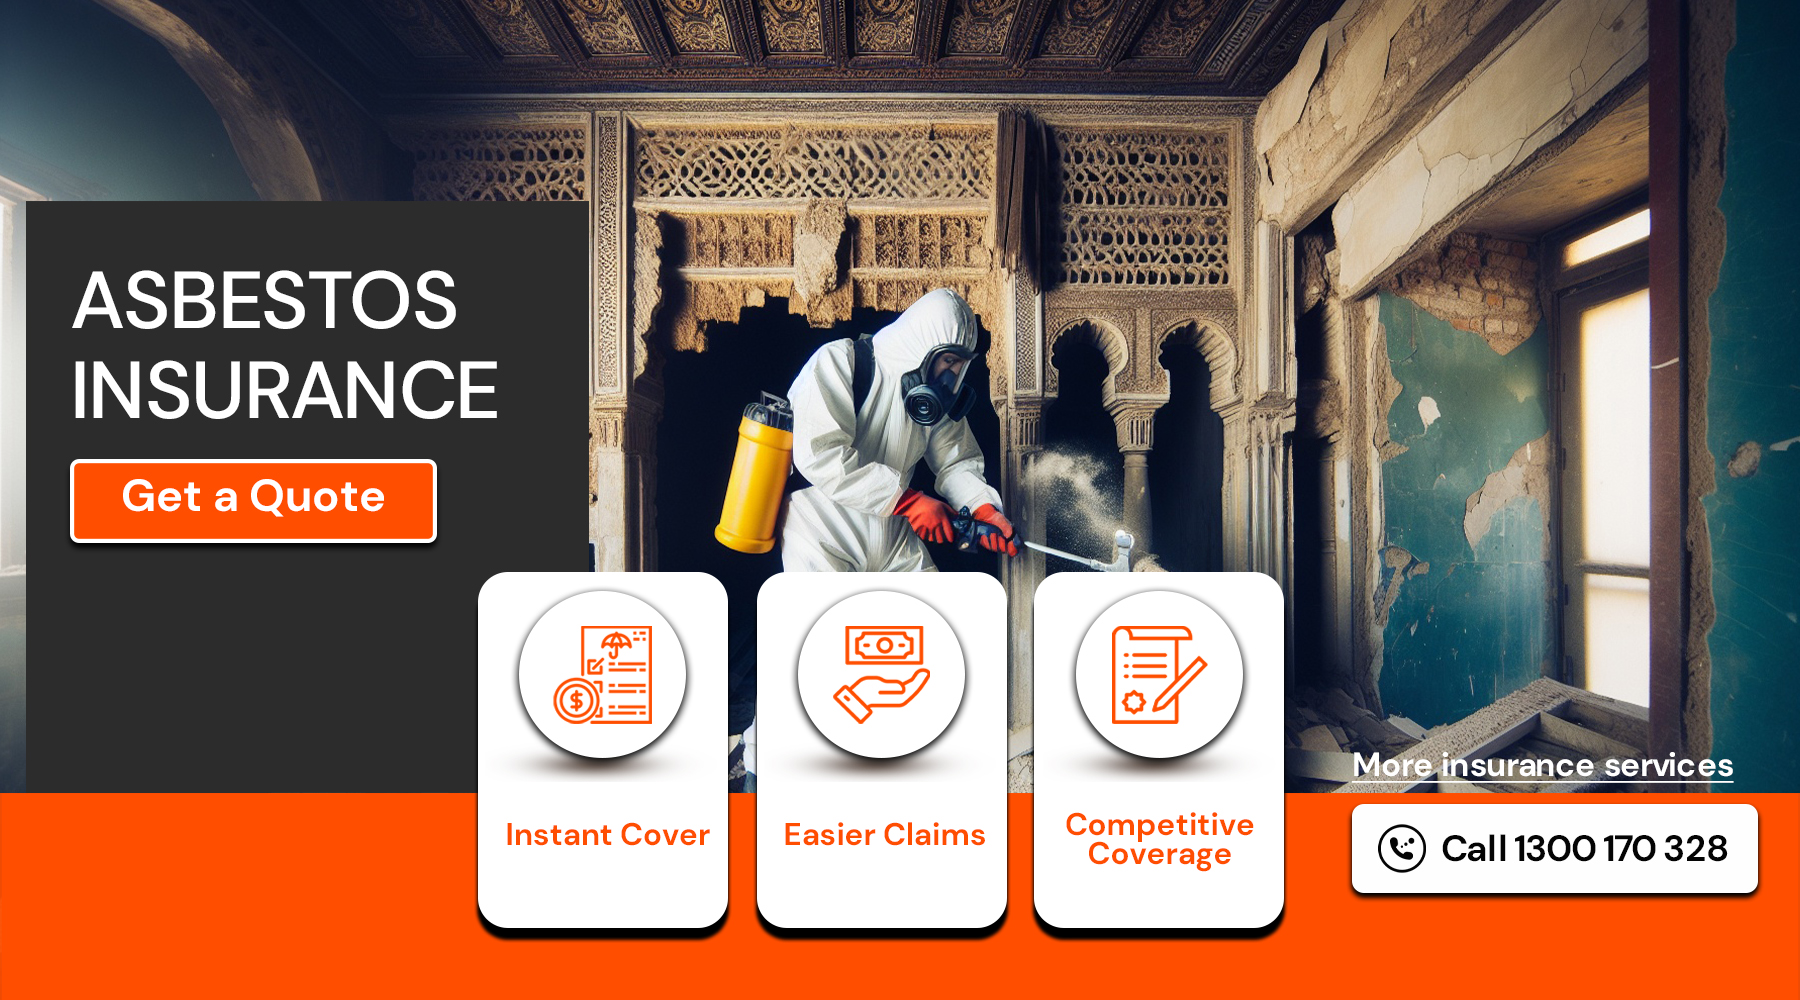 ASBESTOS
INSURANCE
Get a Quote
$
Instant Cover
Easier Claims
Competitive
Coverage
More insurance services
Call 1300 170 328